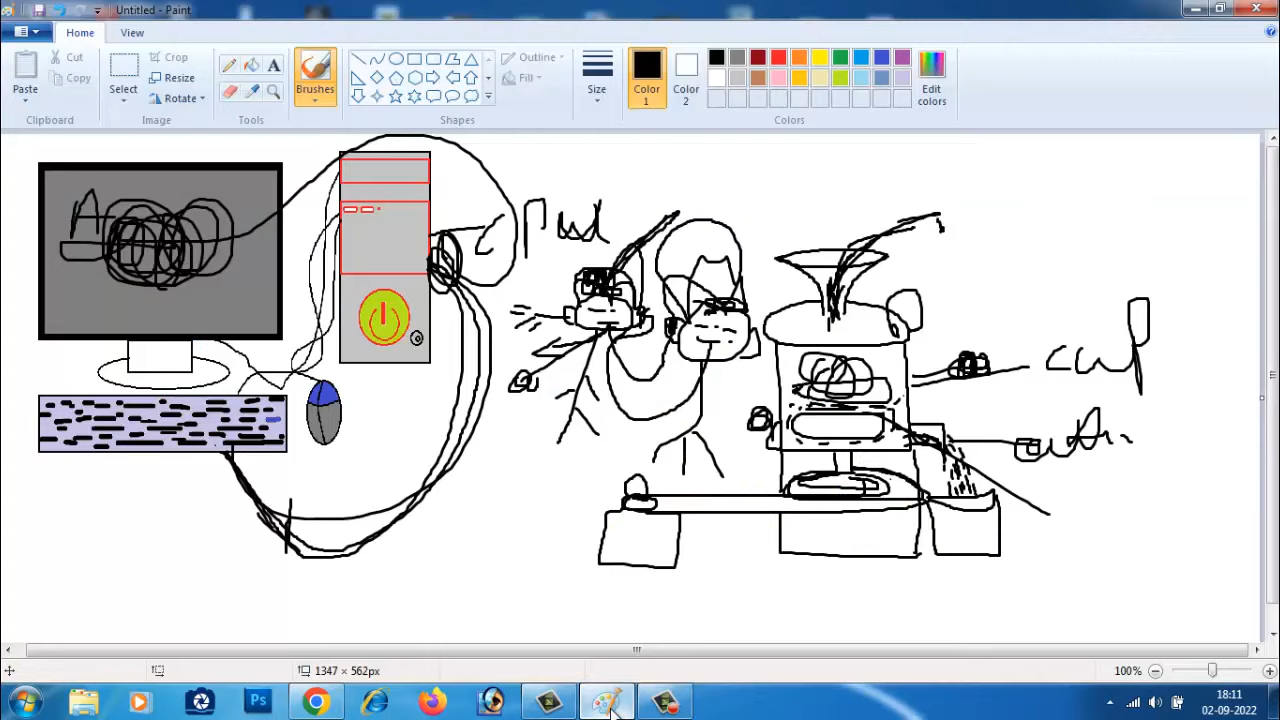 Untitled - Paint
Home View
Paste
Cut
Copy
Clipboard
Select
Crop
Resize
Rotate
Image
Tools
Brushes
Shapes
Outline
Fill
Size
Color 1
Color 2
Edit colors
Colors
A
1347 × 562px
100%
Ps
18:11
02-09-2022